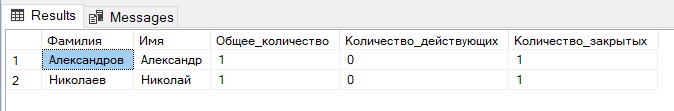 Results Messages
Фамилия Имя Общее_количество Количество_действующих Количество_закрытых
1 Александров Александр 1 0 1
2 Николаев Николай 1 0 1